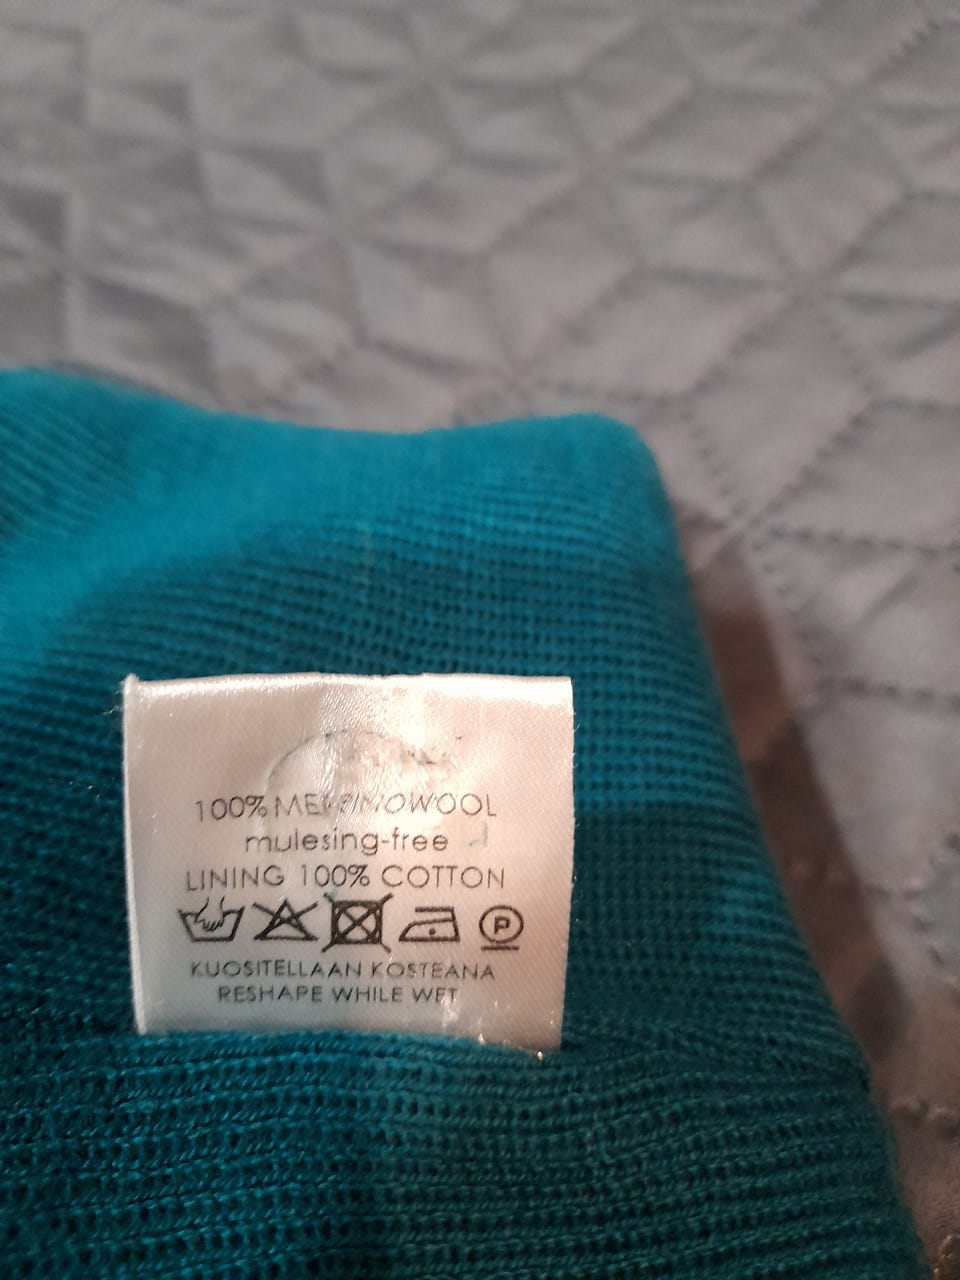 100% MERINOWOOL
mulesing-free
LINING 100% COTTON
P
KUOSITELLAAN KOSTEANA
RESHAPE WHILE WET